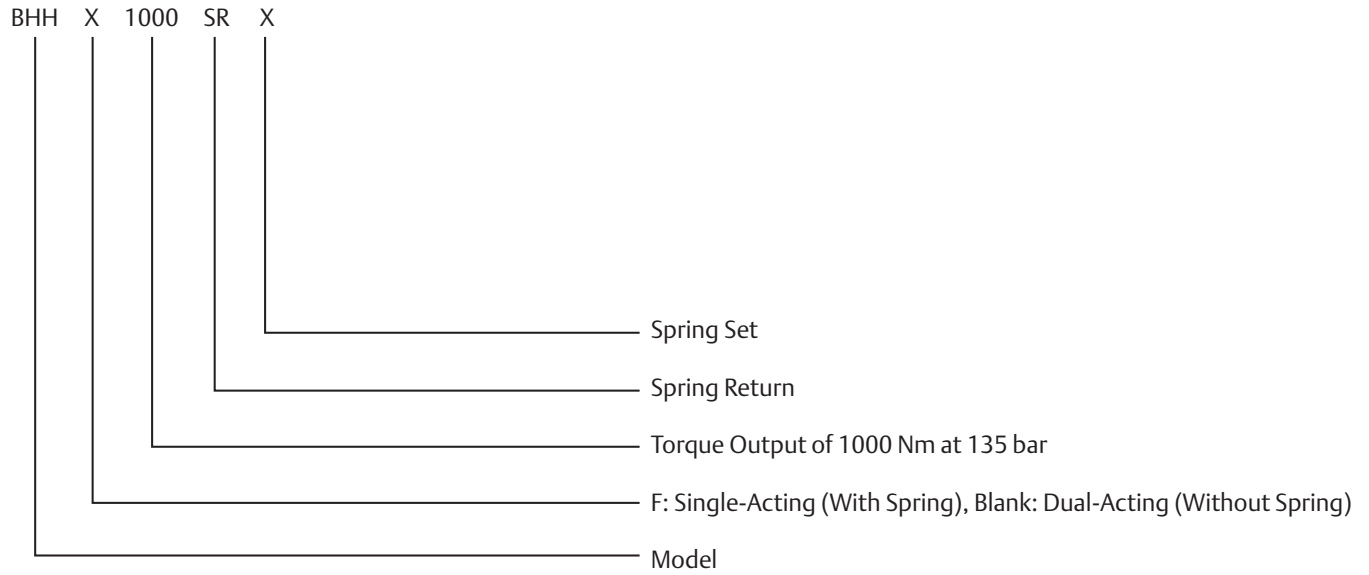 BHH X 1000 SR X
Spring Set
Spring Return
Torque Output of 1000 Nm at 135 bar
F: Single-Acting (With Spring), Blank: Dual-Acting (Without Spring)
Model